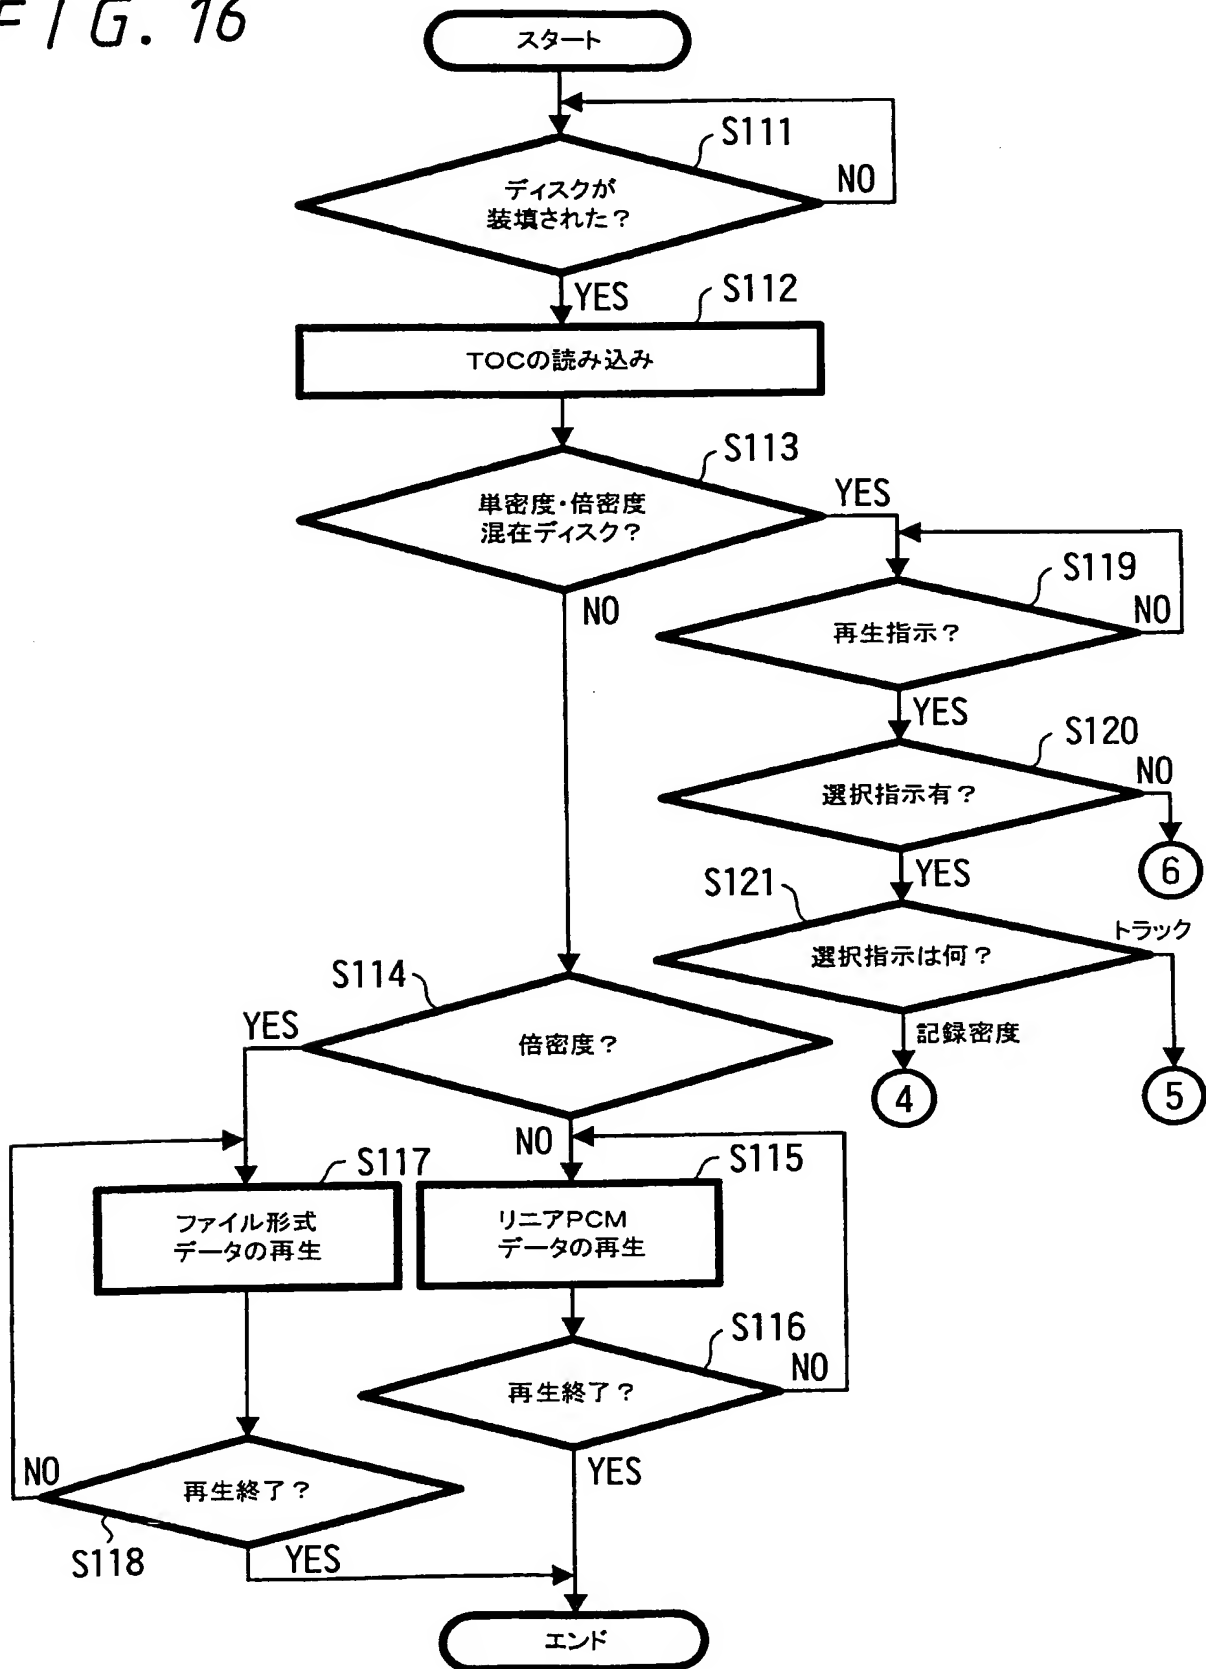 FIG. 16
スタート
S111
ディスクが
装填された？
NO
YES
S112
TOCの読み込み
S113
単密度・倍密度
混在ディスク？
YES
NO
S119
再生指示？
NO
YES
S120
選択指示有？
NO
6
YES
S121
選択指示は何？
トラック
記録密度
4
5
S114
倍密度？
YES
NO
S117
ファイル形式
データの再生
S115
リニアPCM
データの再生
S116
再生終了？
NO
YES
NO
再生終了？
S118
YES
エンド